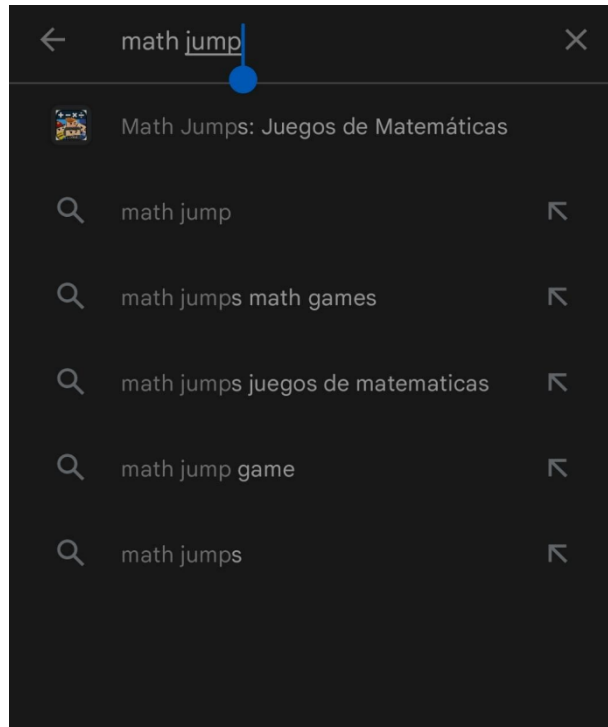 math jump
Math Jumps: Juegos de Matemáticas
math jump
math jumps math games
math jumps juegos de matematicas
math jump game
math jumps